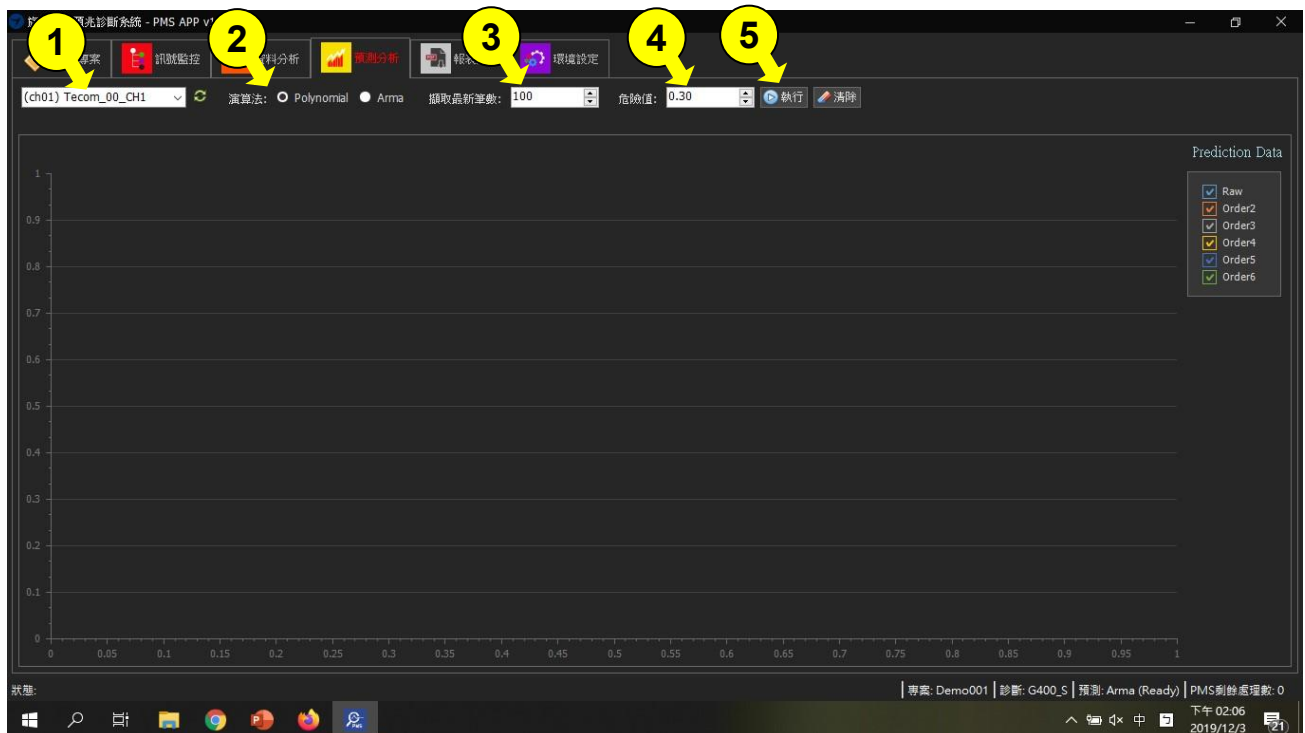 預兆診斷系統 - PMS APP v1
1
2
3
4
5
專案
訊號監控
資料分析
預測分析
報
環境設定
(ch01) Tecom_00_CH1
演算法: Polynomial Arma
擷取最新筆數: 100
危險值: 0.30
執行
清除
Prediction Data
Raw
Order2
Order3
Order4
Order5
Order6
1
0.9
0.8
0.7
0.6
0.5
0.4
0.3
0.2
0.1
0
0 0.05 0.1 0.15 0.2 0.25 0.3 0.35 0.4 0.45 0.5 0.55 0.6 0.65 0.7 0.75 0.8 0.85 0.9 0.95 1
狀態:
專案: Demo001 診斷: G400_S 預測: Arma (Ready) PMS剩餘處理數: 0
中
下午 02:06
2019/12/3
21